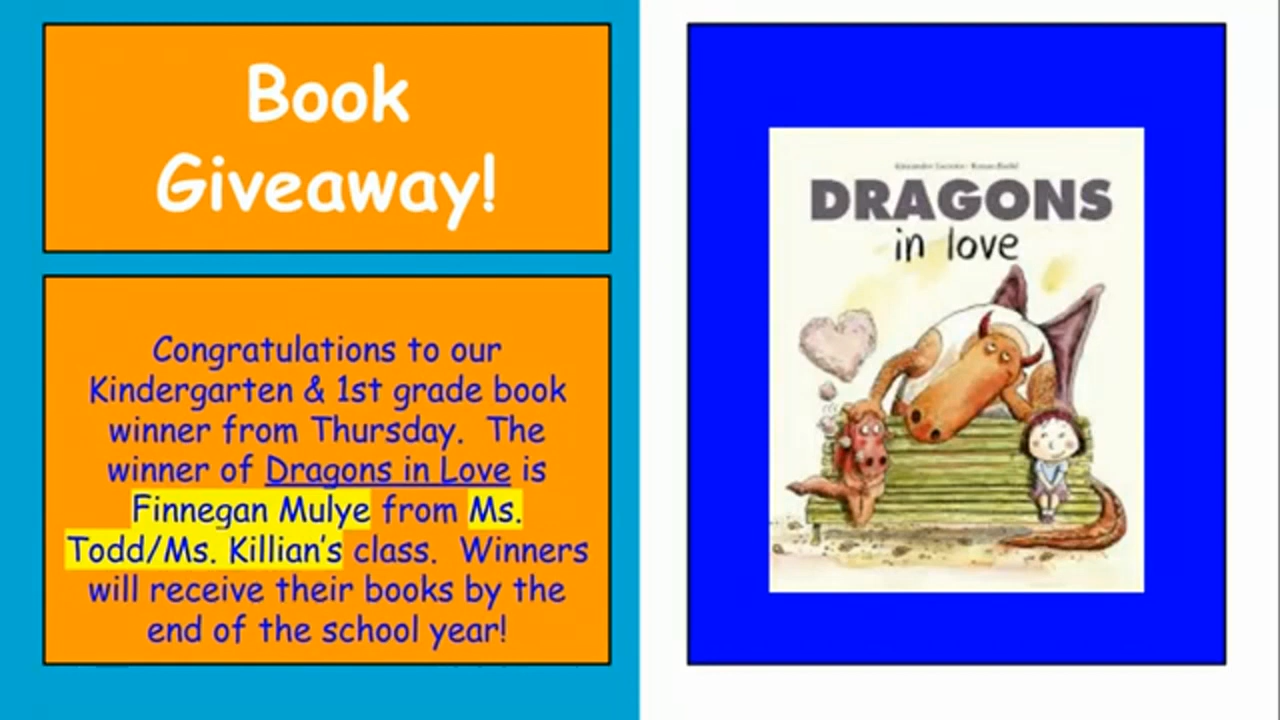 Book
Giveaway!
Congratulations to our
Kindergarten & 1st grade book
winner from Thursday. The
winner of Dragons in Love is
Finnegan Mulye from Ms.
Todd/Ms. Killian's class. Winners
will receive their books by the
end of the school year!
DRAGONS
in love